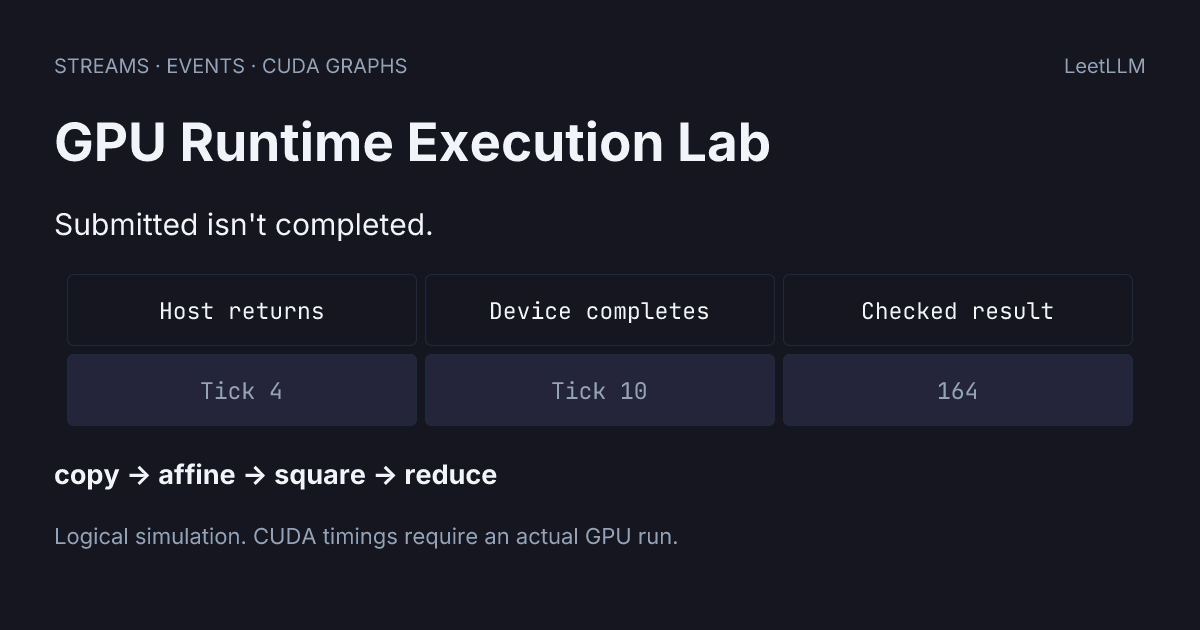 STREAMS · EVENTS · CUDA GRAPHS
LeetLLM
GPU Runtime Execution Lab
Submitted isn't completed.
Host returns
Device completes
Checked result
Tick 4
Tick 10
164
copy → affine → square → reduce
Logical simulation. CUDA timings require an actual GPU run.